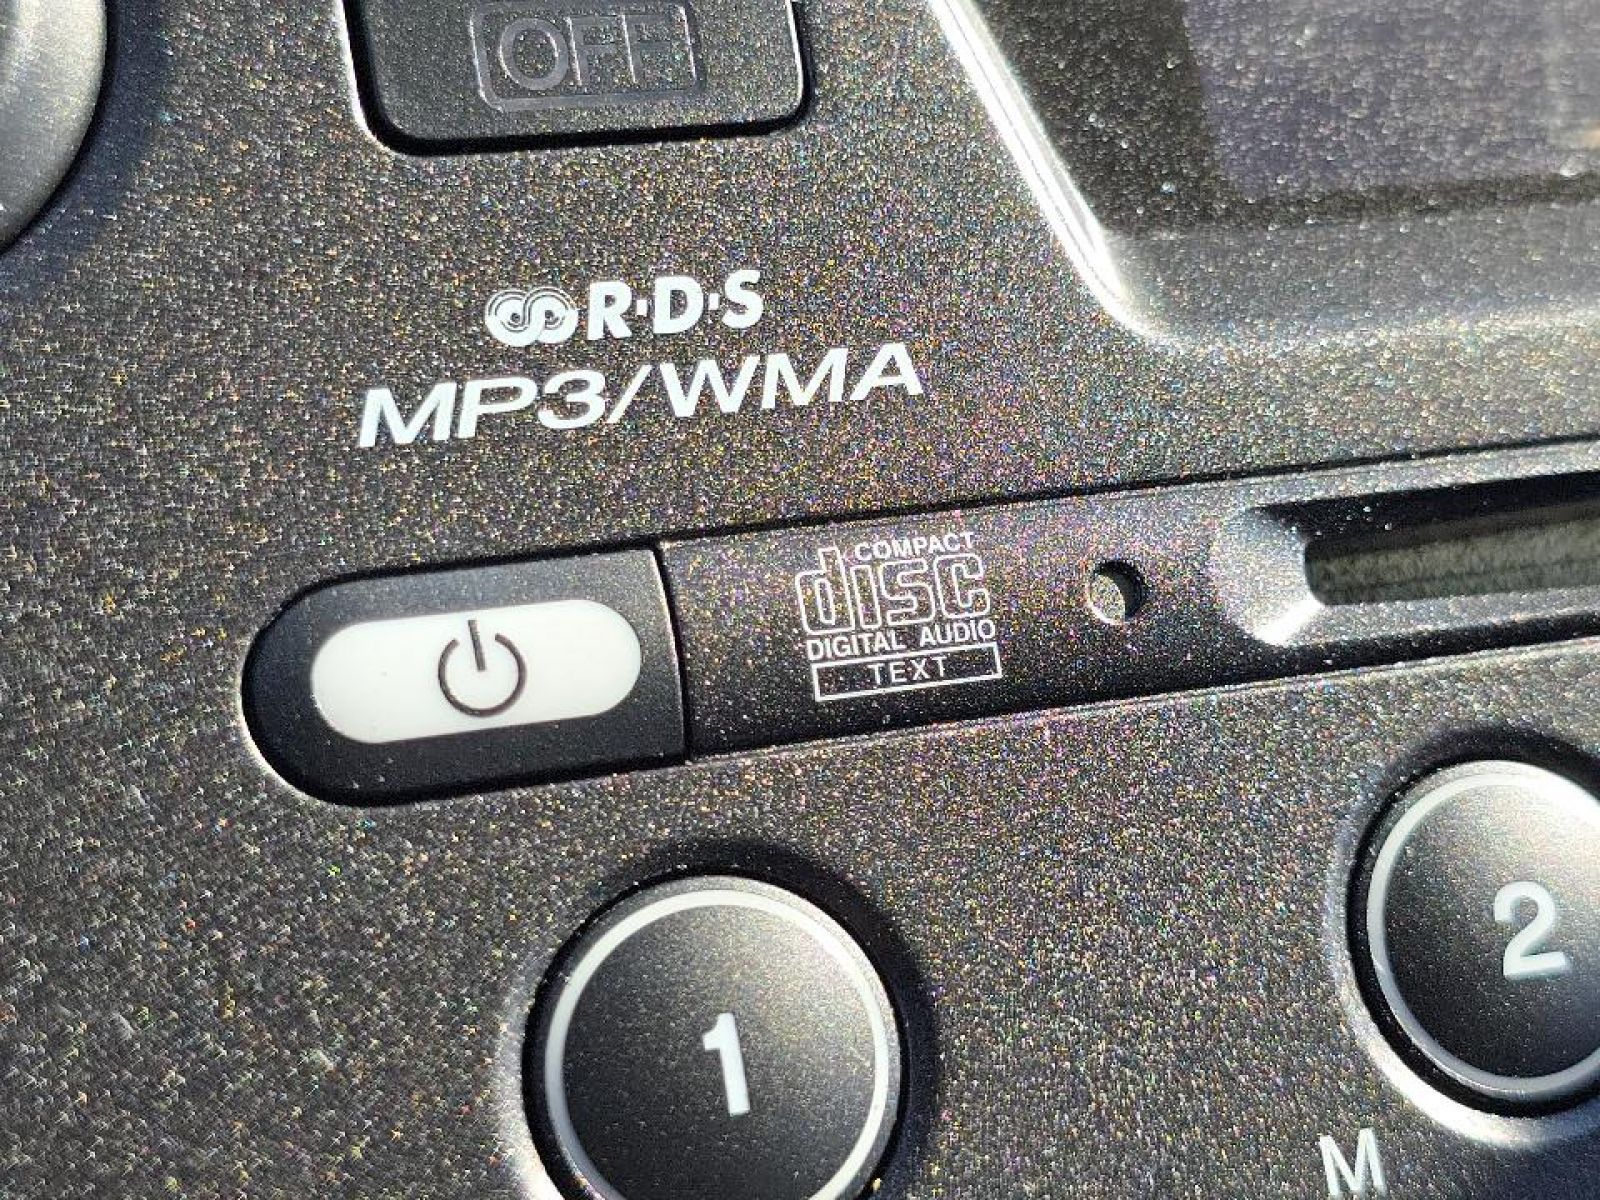 OFF
R·D·S
MP3/WMA
COMPACT
disc
DIGITAL AUDIO
TEXT
1
2
M